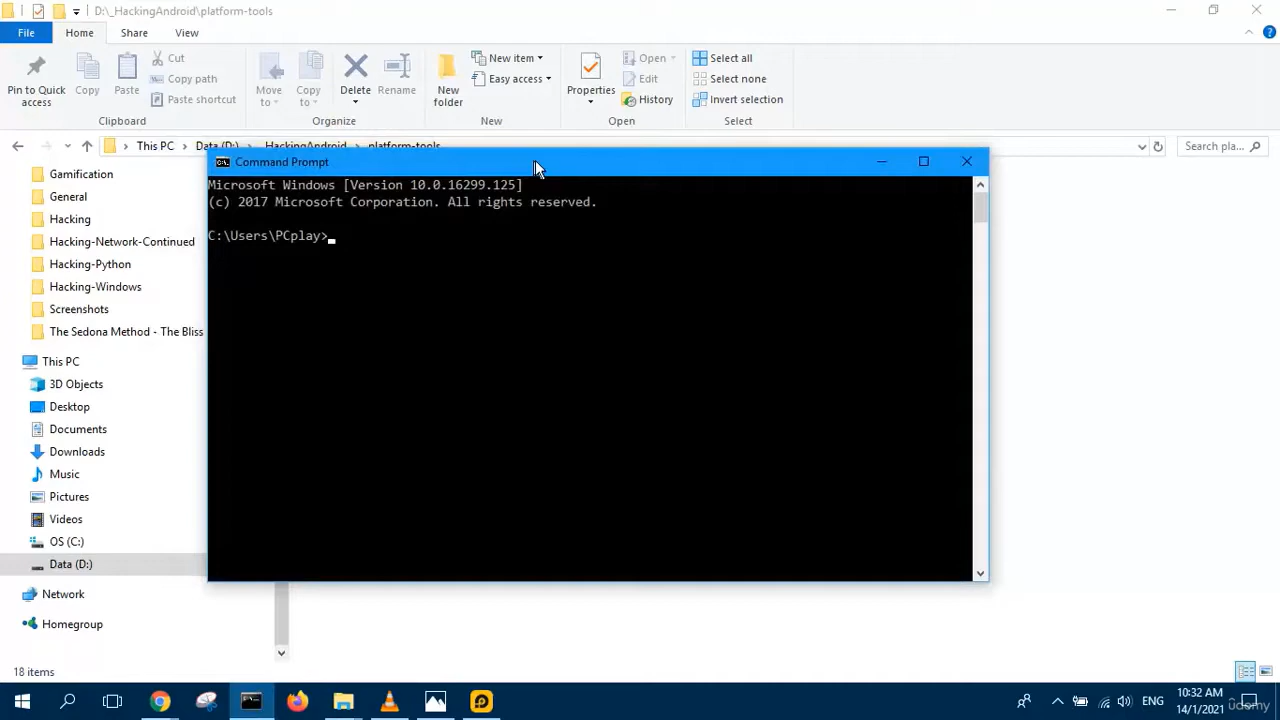 D:\_HackingAndroid\platform-tools
File
Home
Share
View
Pin to Quick access
Copy
Paste
Cut
Copy path
Paste shortcut
Clipboard
Move to
Copy to
Delete
Rename
Organize
New folder
New item
Easy access
New
Properties
Open
Edit
History
Open
Select all
Select none
Invert selection
Select
This PC
Data (D:)
_HackingAndroid
platform-tools
Search pla...
Gamification
General
Hacking
Hacking-Network-Continued
Hacking-Python
Hacking-Windows
Screenshots
The Sedona Method - The Bliss
This PC
3D Objects
Desktop
Documents
Downloads
Music
Pictures
Videos
OS (C:)
Data (D:)
Network
Homegroup
18 items
Command Prompt
Microsoft Windows [Version 10.0.16299.125]
(c) 2017 Microsoft Corporation. All rights reserved.
C:\Users\PCplay>
ENG
10:32 AM
14/1/2021
udemy